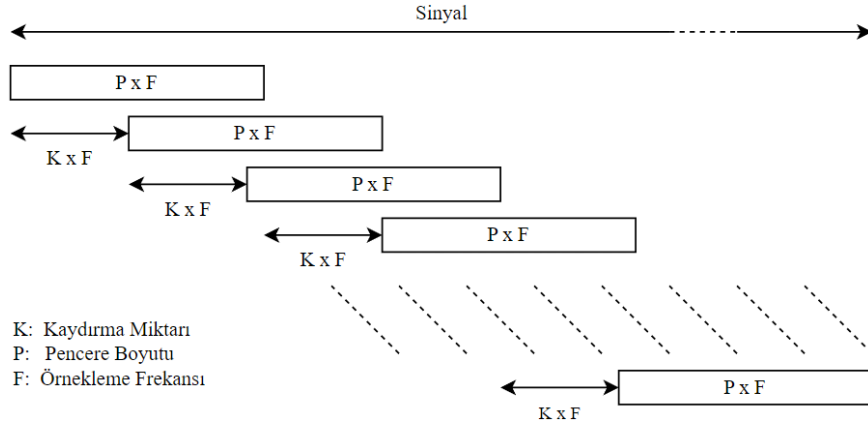 Sinyal
P x F
P x F
K x F
P x F
K x F
P x F
K x F
K: Kaydırma Miktarı
P: Pencere Boyutu
F: Örnekleme Frekansı
P x F
K x F